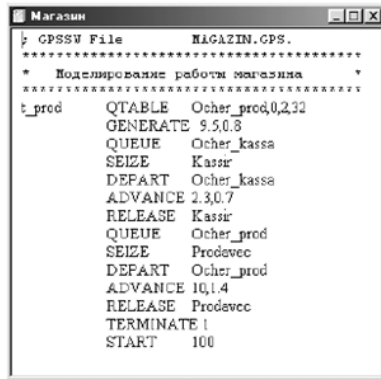 Магазин
; GPSSW File MAGAZIN.GPS.
****************************************
* Моделирование работы магазина *
****************************************
t_prod QTABLE Ocher_prod,0,2,32
GENERATE 9.5,0.8
QUEUE Ocher_kassa
SEIZE Kassir
DEPART Ocher_kassa
ADVANCE 2.3,0.7
RELEASE Kassir
QUEUE Ocher_prod
SEIZE Prodavec
DEPART Ocher_prod
ADVANCE 10,1.4
RELEASE Prodavec
TERMINATE 1
START 100